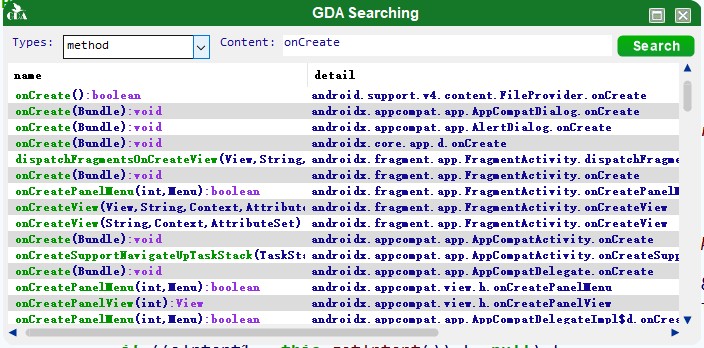 GDA
GDA Searching
Types: method Content: onCreate Search
name detail
onCreate():boolean android.support.v4.content.FileProvider.onCreate
onCreate(Bundle):void androidx.appcompat.app.AppCompatDialog.onCreate
onCreate(Bundle):void androidx.appcompat.app.AlertDialog.onCreate
onCreate(Bundle):void androidx.core.app.d.onCreate
dispatchFragmentsOnCreateView(View,String, androidx.fragment.app.FragmentActivity.dispatchFragme
onCreate(Bundle):void androidx.fragment.app.FragmentActivity.onCreate
onCreatePanelMenu(int,Menu):boolean androidx.fragment.app.FragmentActivity.onCreatePanelM
onCreateView(View,String,Context,Attribute androidx.fragment.app.FragmentActivity.onCreateView
onCreateView(String,Context,AttributeSet) androidx.fragment.app.FragmentActivity.onCreateView
onCreate(Bundle):void androidx.appcompat.app.AppCompatActivity.onCreate
onCreateSupportNavigateUpTaskStack(TaskSt androidx.appcompat.app.AppCompatActivity.onCreateSupp
onCreate(Bundle):void androidx.appcompat.app.AppCompatDelegate.onCreate
onCreatePanelMenu(int,Menu):boolean androidx.appcompat.view.h.onCreatePanelMenu
onCreatePanelView(int):View androidx.appcompat.view.h.onCreatePanelView
onCreatePanelMenu(int,Menu):boolean androidx.appcompat.app.AppCompatDelegateImpl$d.onCrea